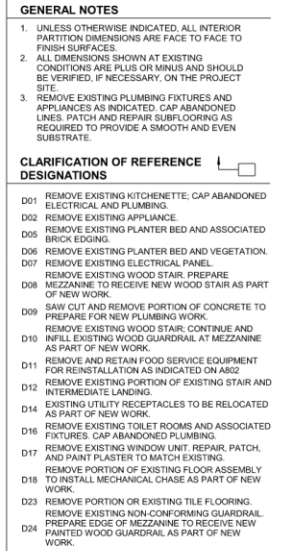 GENERAL NOTES
1. UNLESS OTHERWISE INDICATED, ALL INTERIOR
PARTITION DIMENSIONS ARE FACE TO FACE TO
FINISH SURFACES.
2. ALL DIMENSIONS SHOWN AT EXISTING
CONDITIONS ARE PLUS OR MINUS AND SHOULD
BE VERIFIED, IF NECESSARY, ON THE PROJECT
SITE.
3. REMOVE EXISTING PLUMBING FIXTURES AND
APPLIANCES AS INDICATED. CAP ABANDONED
LINES. PATCH AND REPAIR SUBFLOORING AS
REQUIRED TO PROVIDE A SMOOTH AND EVEN
SUBSTRATE.
CLARIFICATION OF REFERENCE
DESIGNATIONS
D01 REMOVE EXISTING KITCHENETTE; CAP ABANDONED
ELECTRICAL AND PLUMBING.
D02 REMOVE EXISTING APPLIANCE.
D05 REMOVE EXISTING PLANTER BED AND ASSOCIATED
BRICK EDGING.
D06 REMOVE EXISTING PLANTER BED AND VEGETATION.
D07 REMOVE EXISTING ELECTRICAL PANEL.
REMOVE EXISTING WOOD STAIR. PREPARE
D08 MEZZANINE TO RECEIVE NEW WOOD STAIR AS PART
OF NEW WORK.
D09 SAW CUT AND REMOVE PORTION OF CONCRETE TO
PREPARE FOR NEW PLUMBING WORK.
REMOVE EXISTING WOOD STAIR; CONTINUE AND
D10 INFILL EXISTING WOOD GUARDRAIL AT MEZZANINE
AS PART OF NEW WORK.
D11 REMOVE AND RETAIN FOOD SERVICE EQUIPMENT
FOR REINSTALLATION AS INDICATED ON A802
D12 REMOVE EXISTING PORTION OF EXISTING STAIR AND
INTERMEDIATE LANDING.
D14 EXISTING UTILITY RECEPTACLES TO BE RELOCATED
AS PART OF NEW WORK.
D16 REMOVE EXISTING TOILET ROOMS AND ASSOCIATED
FIXTURES. CAP ABANDONED PLUMBING.
D17 REMOVE EXISTING WINDOW UNIT. REPAIR, PATCH,
AND PAINT PLASTER TO MATCH EXISTING.
REMOVE PORTION OF EXISTING FLOOR ASSEMBLY
D18 TO INSTALL MECHANICAL CHASE AS PART OF NEW
WORK.
D23 REMOVE PORTION OR EXISTING TILE FLOORING.
REMOVE EXISTING NON-CONFORMING GUARDRAIL.
D24 PREPARE EDGE OF MEZZANINE TO RECEIVE NEW
PAINTED WOOD GUARDRAIL AS PART OF NEW
WORK.